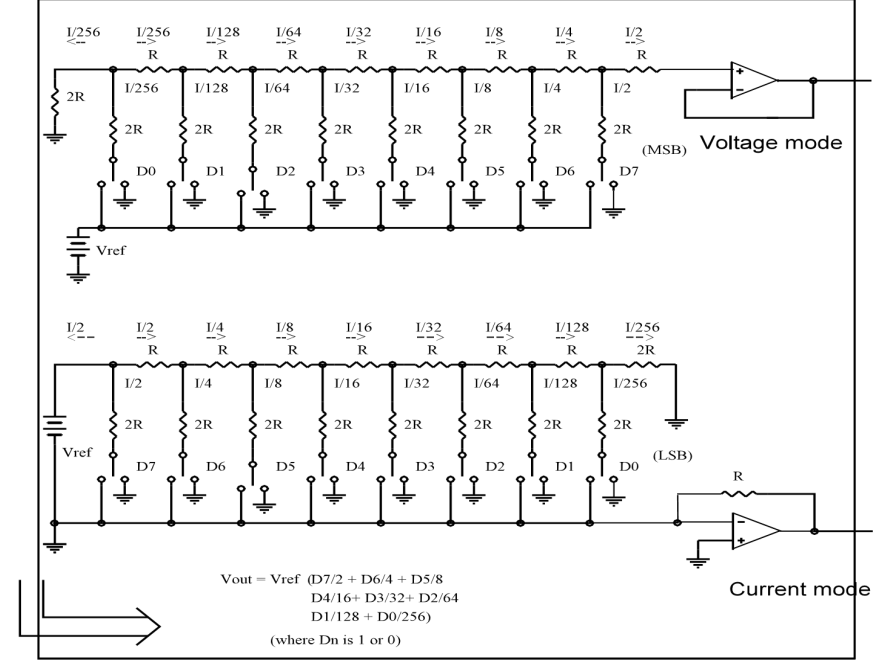 I/256 I/256 I/128 I/64 I/32 I/16 I/8 I/4 I/2
<-- --> --> --> --> --> --> --> -->
R R R R R R R R
2R I/256 I/128 I/64 I/32 I/16 I/8 I/4 I/2
2R 2R 2R 2R 2R 2R 2R 2R
(MSB) Voltage mode
D0 D1 D2 D3 D4 D5 D6 D7
Vref
I/2 I/2 I/4 I/8 I/16 I/32 I/64 I/128 I/256
<-- --> --> --> --> --> --> --> -->
R R R R R R R 2R
I/2 I/4 I/8 I/16 I/32 I/64 I/128 I/256
2R 2R 2R 2R 2R 2R 2R 2R
Vref
(LSB)
D7 D6 D5 D4 D3 D2 D1 D0
R
Current mode
Vout = Vref (D7/2 + D6/4 + D5/8
D4/16+ D3/32+ D2/64
D1/128 + D0/256)
(where Dn is 1 or 0)